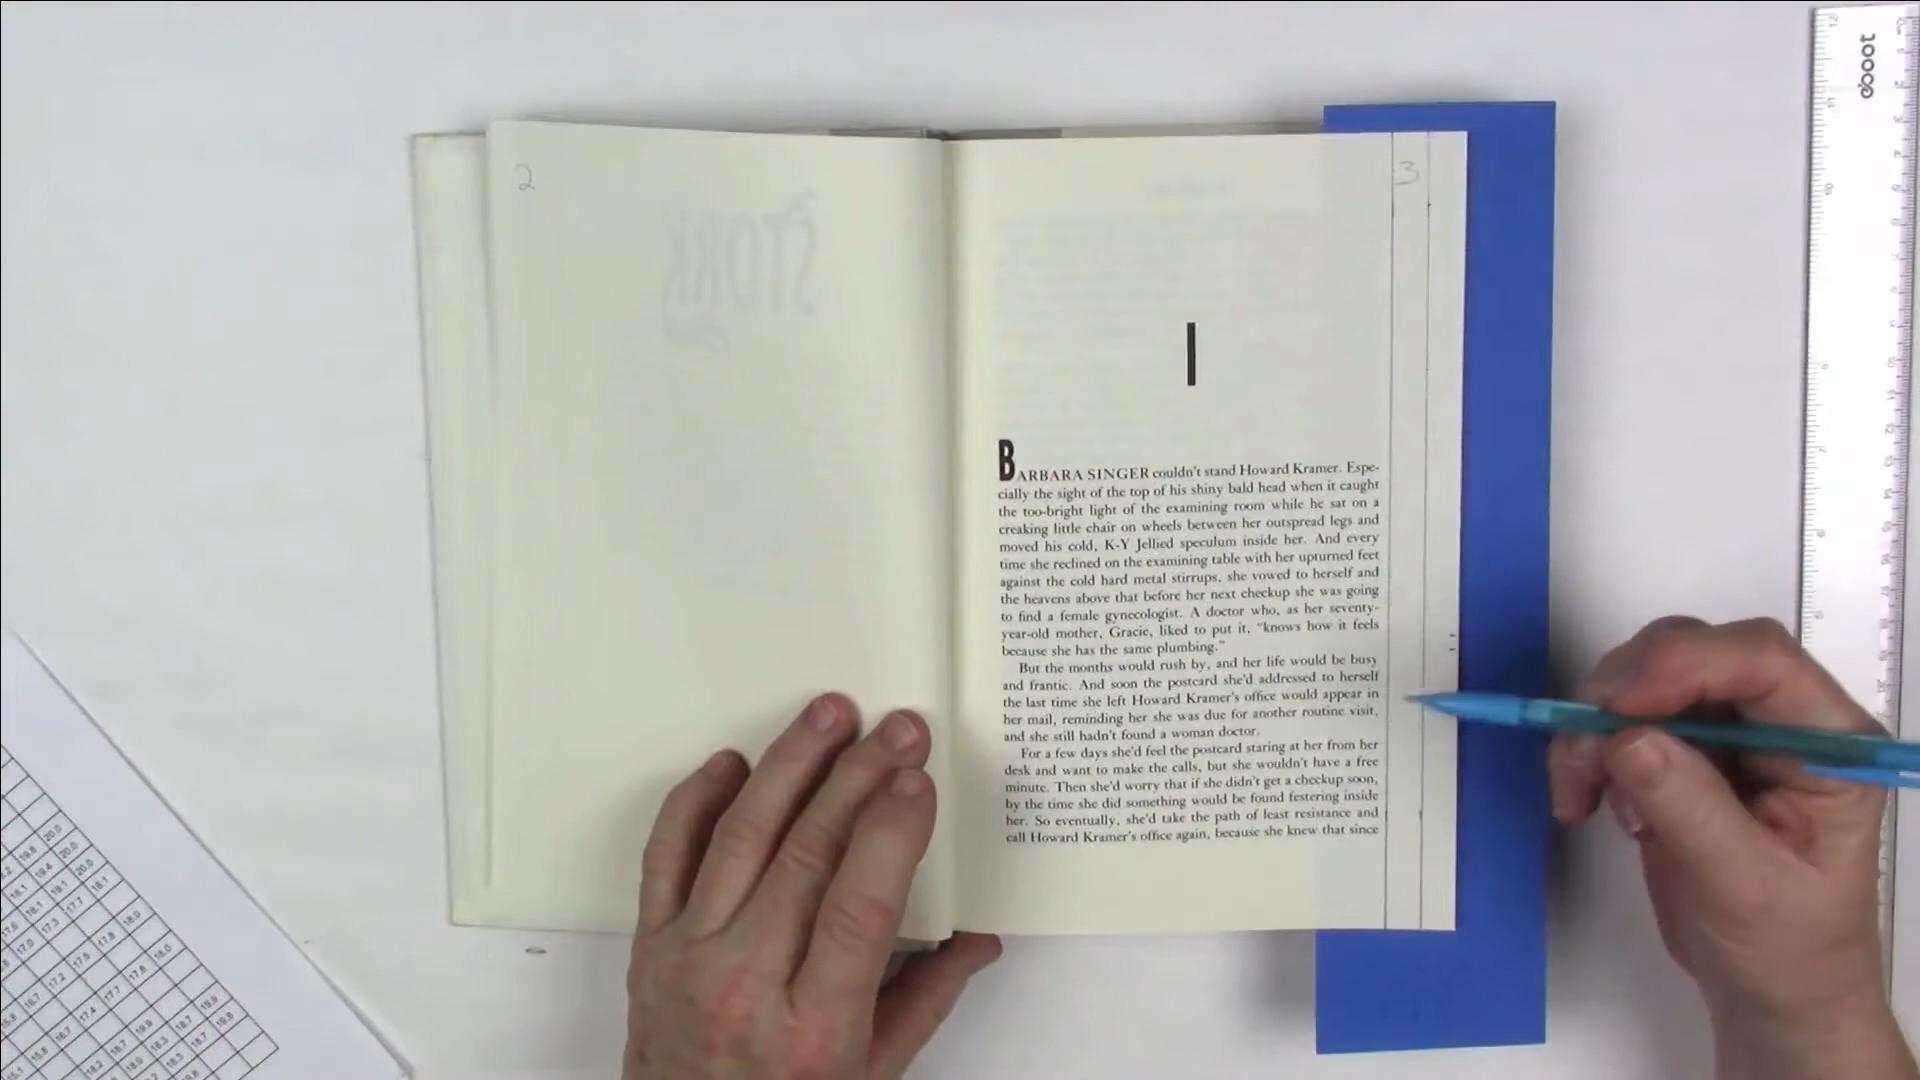 2
STORK
3
1
BARBARA SINGER couldn't stand Howard Kramer. Espe-
cially the sight of the top of his shiny bald head when it caught
the too-bright light of the examining room while he sat on a
creaking little chair on wheels between her outspread legs and
moved his cold, K-Y Jellied speculum inside her. And every
time she reclined on the examining table with her upturned feet
against the cold hard metal stirrups, she vowed to herself and
the heavens above that before her next checkup she was going
to find a female gynecologist. A doctor who, as her seventy-
year-old mother, Gracie, liked to put it, "knows how it feels
because she has the same plumbing."
But the months would rush by, and her life would be busy
and frantic. And soon the postcard she'd addressed to herself
the last time she left Howard Kramer's office would appear in
her mail, reminding her she was due for another routine visit,
and she still hadn't found a woman doctor.
For a few days she'd feel the postcard staring at her from her
desk and want to make the calls, but she wouldn't have a free
minute. Then she'd worry that if she didn't get a checkup soon,
by the time she did something would be found festering inside
her. So eventually, she'd take the path of least resistance and
call Howard Kramer's office again, because she knew that since
eboot